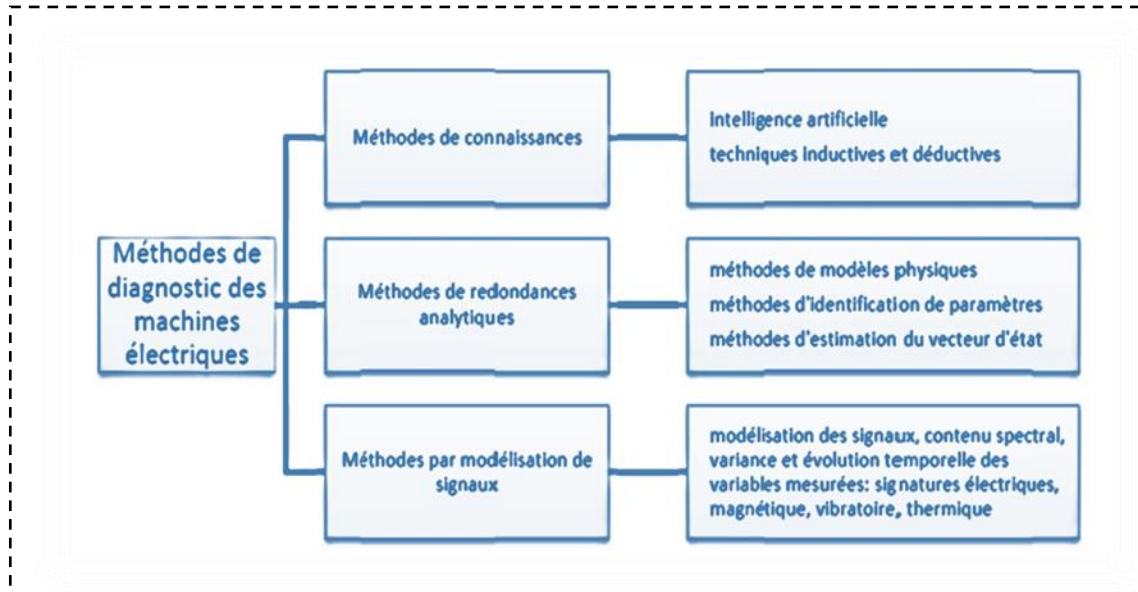 Méthodes de
diagnostic des
machines
électriques
Méthodes de connaissances
Intelligence artificielle
techniques inductives et déductives
Méthodes de redondances
analytiques
méthodes de modèles physiques
méthodes d'identification de paramètres
méthodes d'estimation du vecteur d'état
Méthodes par modélisation de
signaux
modélisation des signaux, contenu spectral,
variance et évolution temporelle des
variables mesurées: signatures électriques,
magnétique, vibratoire, thermique